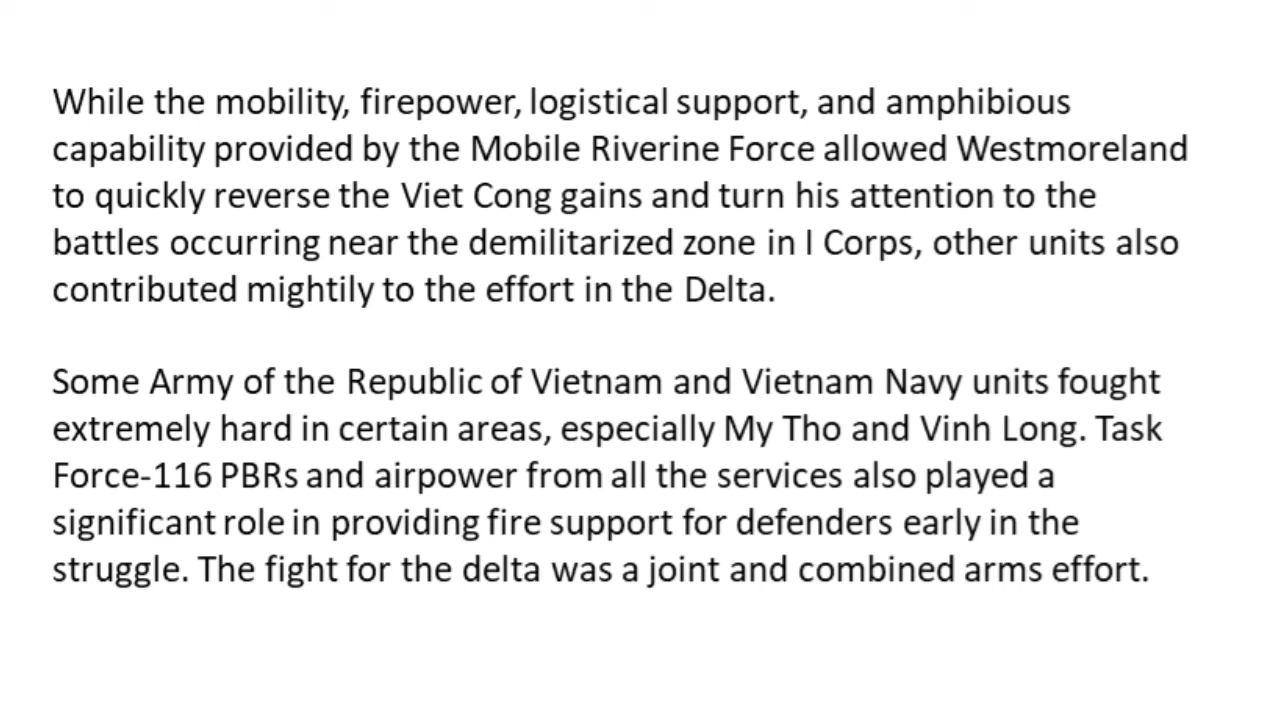 While the mobility, firepower, logistical support, and amphibious
capability provided by the Mobile Riverine Force allowed Westmoreland
to quickly reverse the Viet Cong gains and turn his attention to the
battles occurring near the demilitarized zone in I Corps, other units also
contributed mightily to the effort in the Delta.
Some Army of the Republic of Vietnam and Vietnam Navy units fought
extremely hard in certain areas, especially My Tho and Vinh Long. Task
Force-116 PBRs and airpower from all the services also played a
significant role in providing fire support for defenders early in the
struggle. The fight for the delta was a joint and combined arms effort.